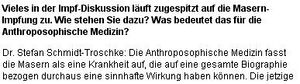 Vieles in der Impf-Diskussion läuft zugespitzt auf die Masern-
Impfung zu. Wie stehen Sie dazu? Was bedeutet das für die
Anthroposophische Medizin?
Dr. Stefan Schmidt-Troschke: Die Anthroposophische Medizin fasst
die Masern als eine Krankheit auf, die auf eine gesamte Biographie
bezogen durchaus eine sinnhafte Wirkung haben können. Die jetzige